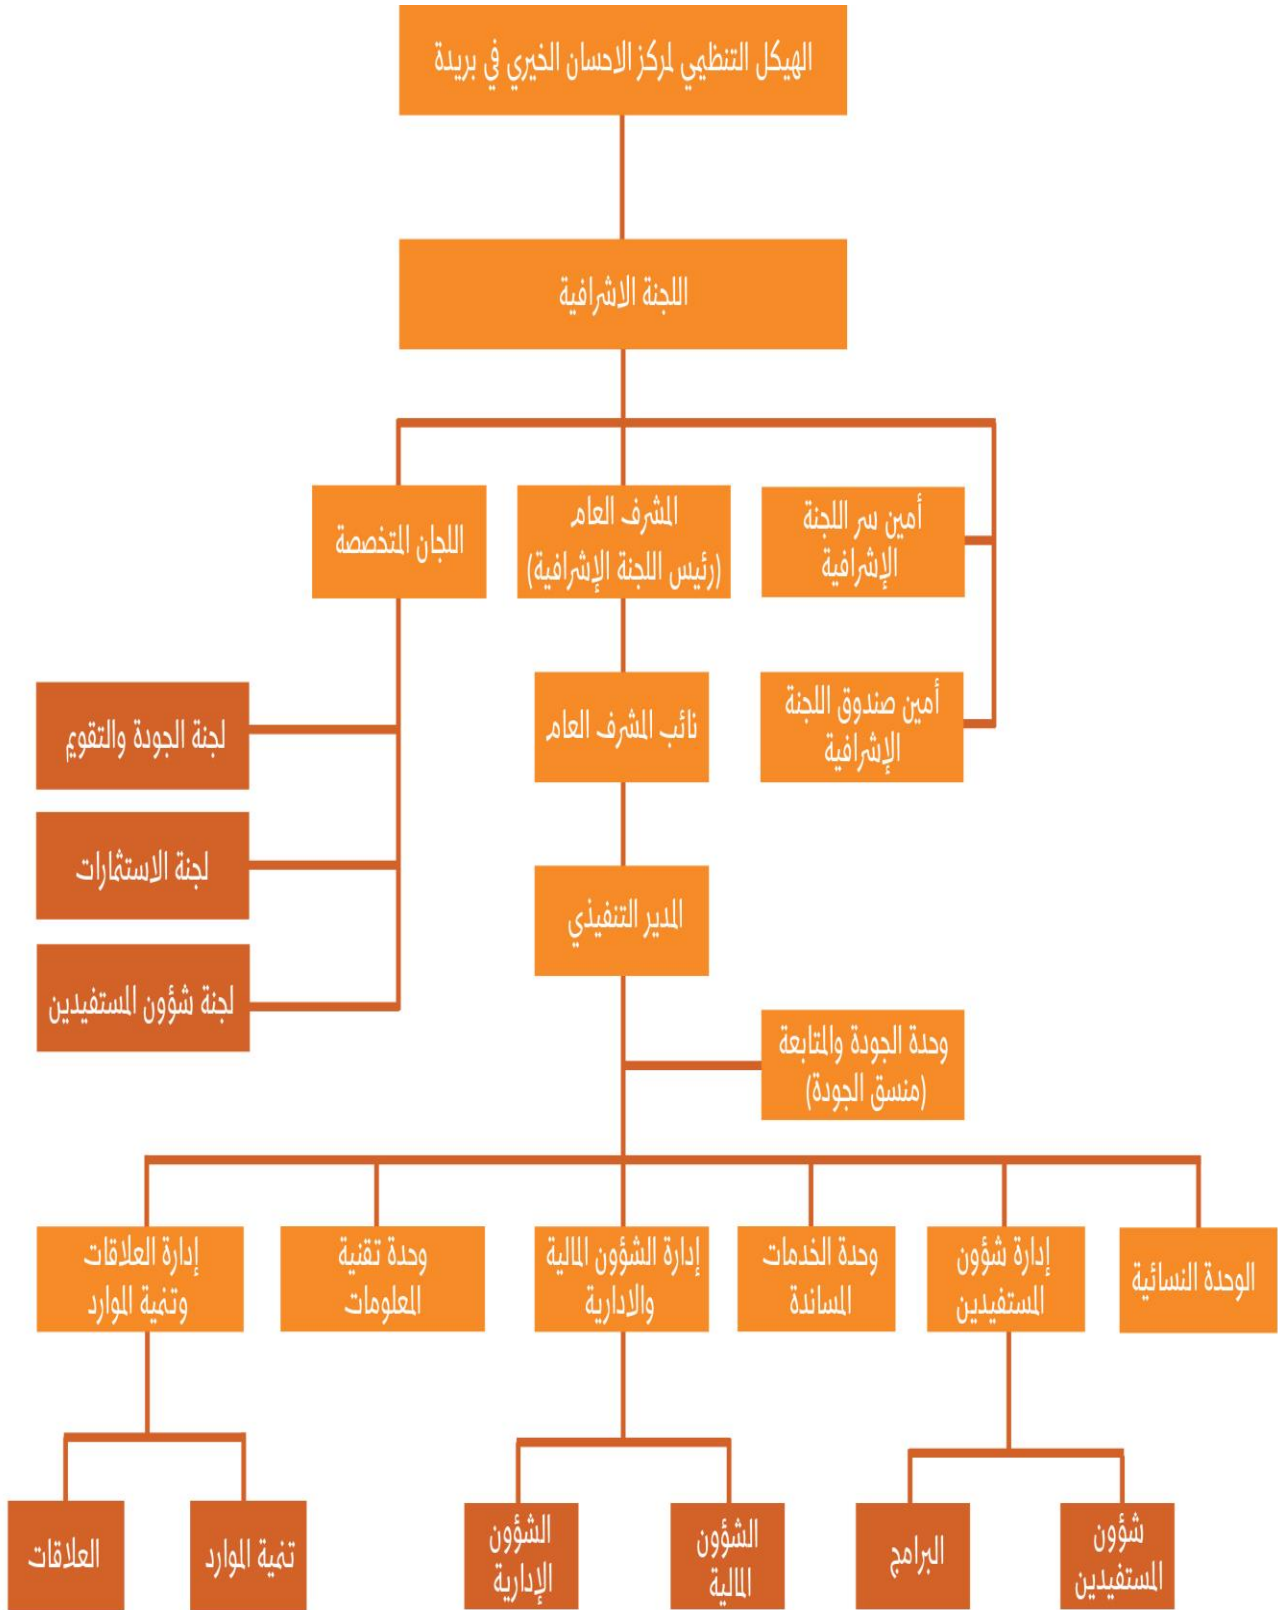 الهيكل التنظيمي لمركز الاحسان الخيري في بريدة
اللجنة الاشرافية
أمين سر اللجنة
الإشرافية
المشرف العام
(رئيس اللجنة الإشرافية)
اللجان المتخصصة
أمين صندوق اللجنة
الإشرافية
نائب المشرف العام
لجنة الجودة والتقويم
لجنة الاستثمارات
المدير التنفيذي
لجنة شؤون المستفيدين
وحدة الجودة والمتابعة
(منسق الجودة)
الوحدة النسائية
إدارة شؤون
المستفيدين
وحدة الخدمات
المساندة
إدارة الشؤون المالية
والادارية
وحدة تقنية
المعلومات
إدارة العلاقات
وتنمية الموارد
شؤون
المستفيدين
البرامج
الشؤون
المالية
الشؤون
الإدارية
تنمية الموارد
العلاقات